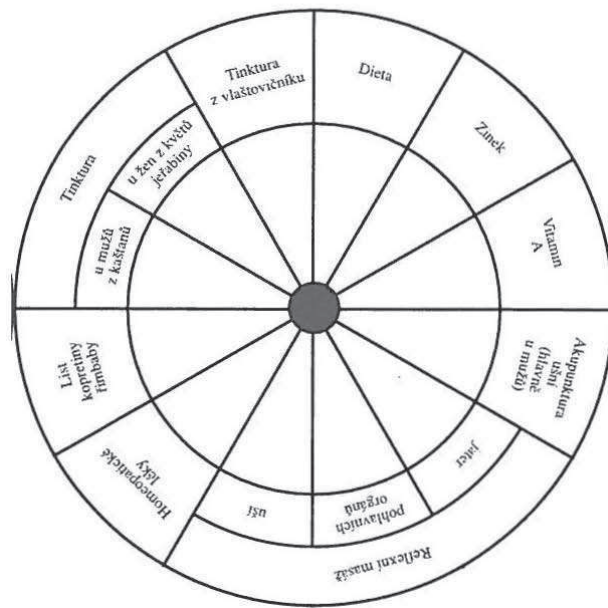 Tinktura
z vlaštovičníku
Dieta
Zinek
Vitamin
A
Akupunktura
ušní
(hlavně
u mužů)
Reflexní masáž
jater
pohlavních
orgánů
uší
Homeopatické
léky
List
kopretiny
řimbaby
Tinktura
u mužů
z kaštanů
u žen z květů
jeřabiny